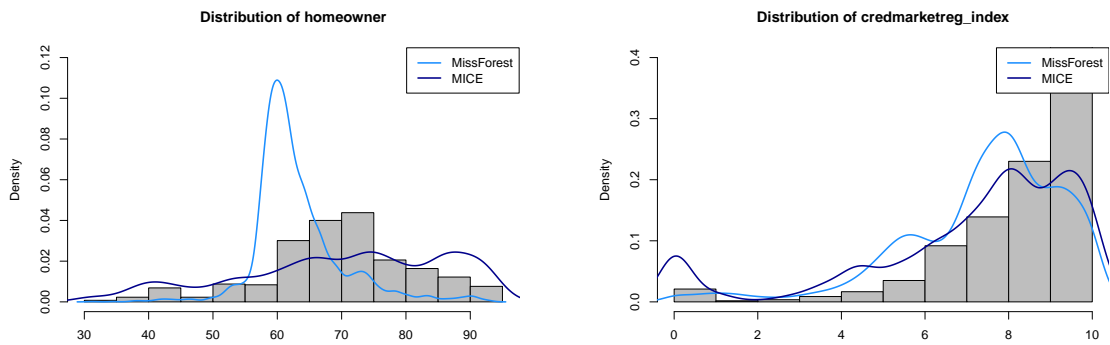 Distribution of homeowner
Density
0.00 0.02 0.04 0.06 0.08 0.10 0.12
MissForest
MICE
30 40 50 60 70 80 90
Distribution of credmarketreg_index
Density
0.0 0.1 0.2 0.3 0.4
MissForest
MICE
0 2 4 6 8 10